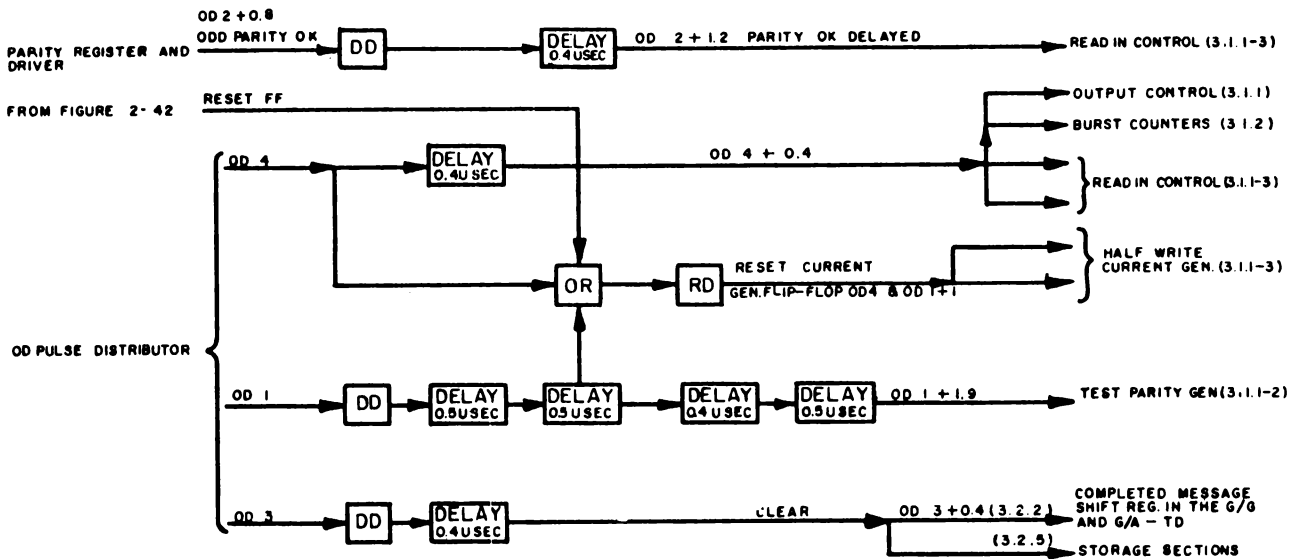 OD 2 + 0.8
ODD PARITY OK
PARITY REGISTER AND
DRIVER
DD
DELAY
0.4 USEC
OD 2 + 1.2 PARITY OK DELAYED
READ IN CONTROL (3.1.1-3)
FROM FIGURE 2-42
RESET FF
OUTPUT CONTROL (3.1.1)
BURST COUNTERS (3.1.2)
OD 4
DELAY
0.4 USEC
OD 4 + 0.4
READ IN CONTROL (3.1.1-3)
OR
RD
RESET CURRENT
GEN. FLIP-FLOP OD4 & OD 1+1
HALF WRITE
CURRENT GEN. (3.1.1-3)
OD PULSE DISTRIBUTOR
OD 1
DD
DELAY
0.5 USEC
DELAY
0.5 USEC
DELAY
0.4 USEC
DELAY
0.5 USEC
OD 1 + 1.9
TEST PARITY GEN (3.1.1-2)
OD 3
DD
DELAY
0.4 USEC
CLEAR
OD 3 + 0.4 (3.2.2)
COMPLETED MESSAGE
SHIFT REG. IN THE G/G
AND G/A - TD
(3.2.5)
STORAGE SECTIONS